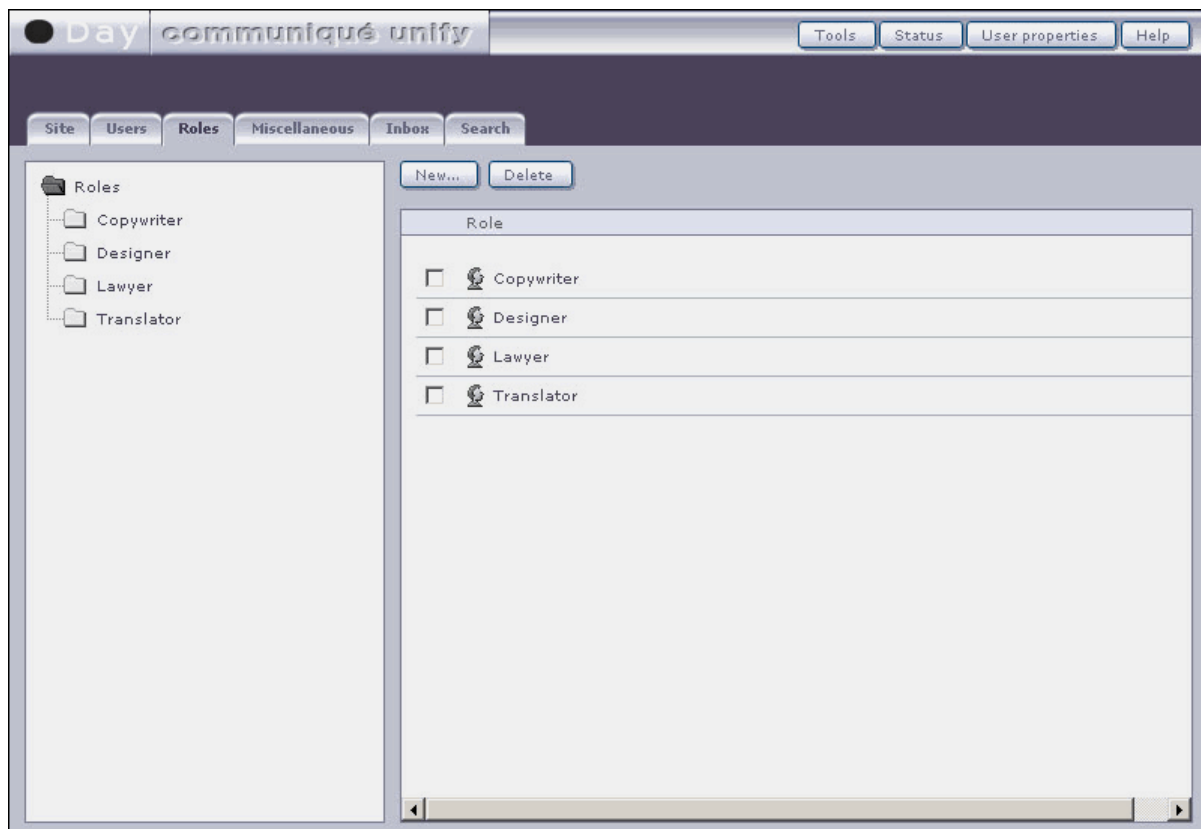 Day communiqué unify
Tools Status User properties Help
Site Users Roles Miscellaneous Inbox Search
Roles
Copywriter
Designer
Lawyer
Translator
New... Delete
Role
Copywriter
Designer
Lawyer
Translator